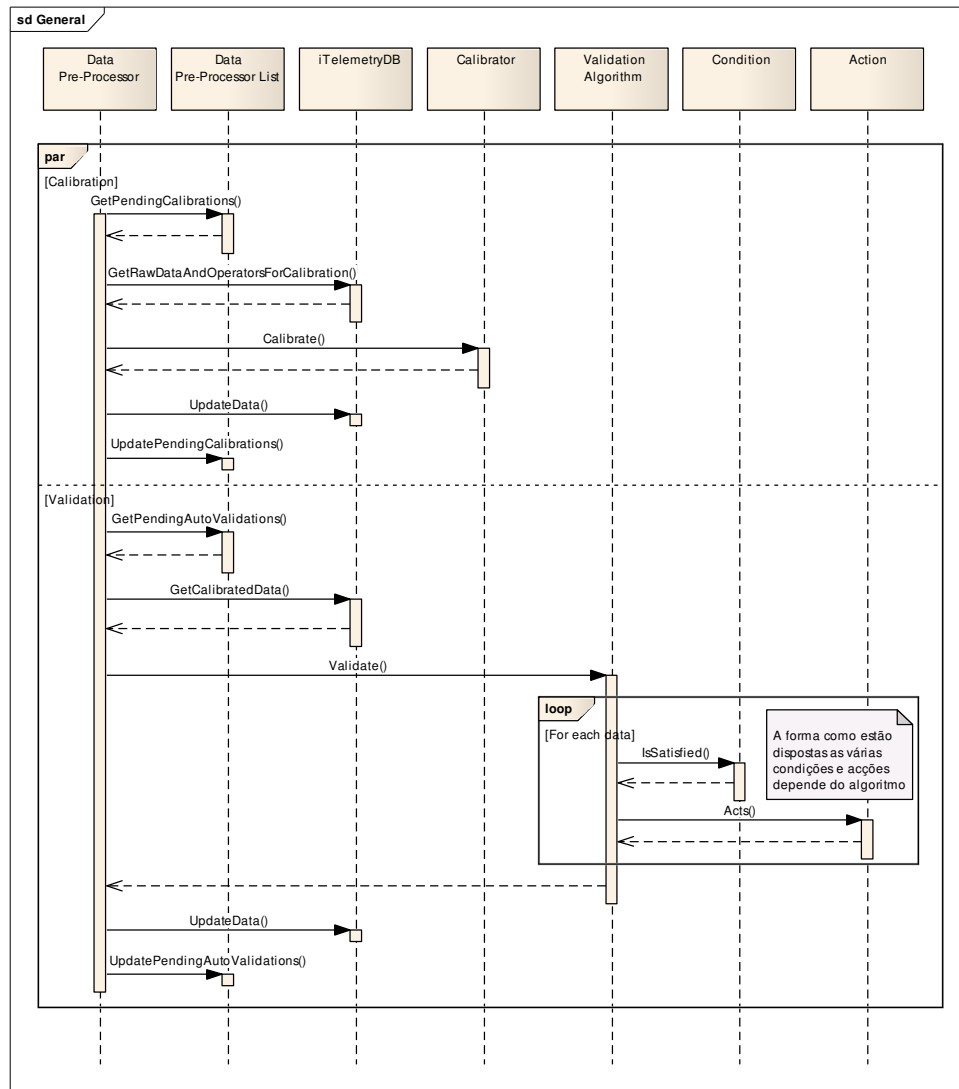 sd General
Data
Pre-Processor
Data
Pre-Processor List
iTelemetryDB
Calibrator
Validation
Algorithm
Condition
Action
par
[Calibration]
GetPendingCalibrations()
GetRawDataAndOperatorsForCalibration()
Calibrate()
UpdateData()
UpdatePendingCalibrations()
[Validation]
GetPendingAutoValidations()
GetCalibratedData()
Validate()
loop
[For each data]
A forma como estão
dispostas as várias
condições e acções
depende do algoritmo
IsSatisfied()
Acts()
UpdateData()
UpdatePendingAutoValidations()